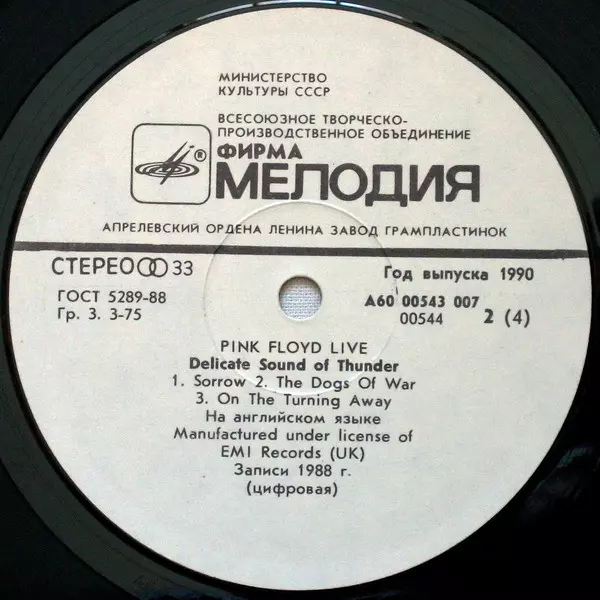 МИНИСТЕРСТВО
КУЛЬТУРЫ СССР
ВСЕСОЮЗНОЕ ТВОРЧЕСКО-
ПРОИЗВОДСТВЕННОЕ ОБЪЕДИНЕНИЕ
®
ФИРМА
МЕЛОДИЯ
АПРЕЛЕВСКИЙ ОРДЕНА ЛЕНИНА ЗАВОД ГРАМПЛАСТИНОК
СТЕРЕО 33
Год выпуска 1990
ГОСТ 5289-88
А60 00543 007
Гр. 3. 3-75
00544 2 (4)
PINK FLOYD LIVE
Delicate Sound of Thunder
1. Sorrow 2. The Dogs Of War
3. On The Turning Away
На английском языке
Manufactured under license of
EMI Records (UK)
Записи 1988 г.
(цифровая)